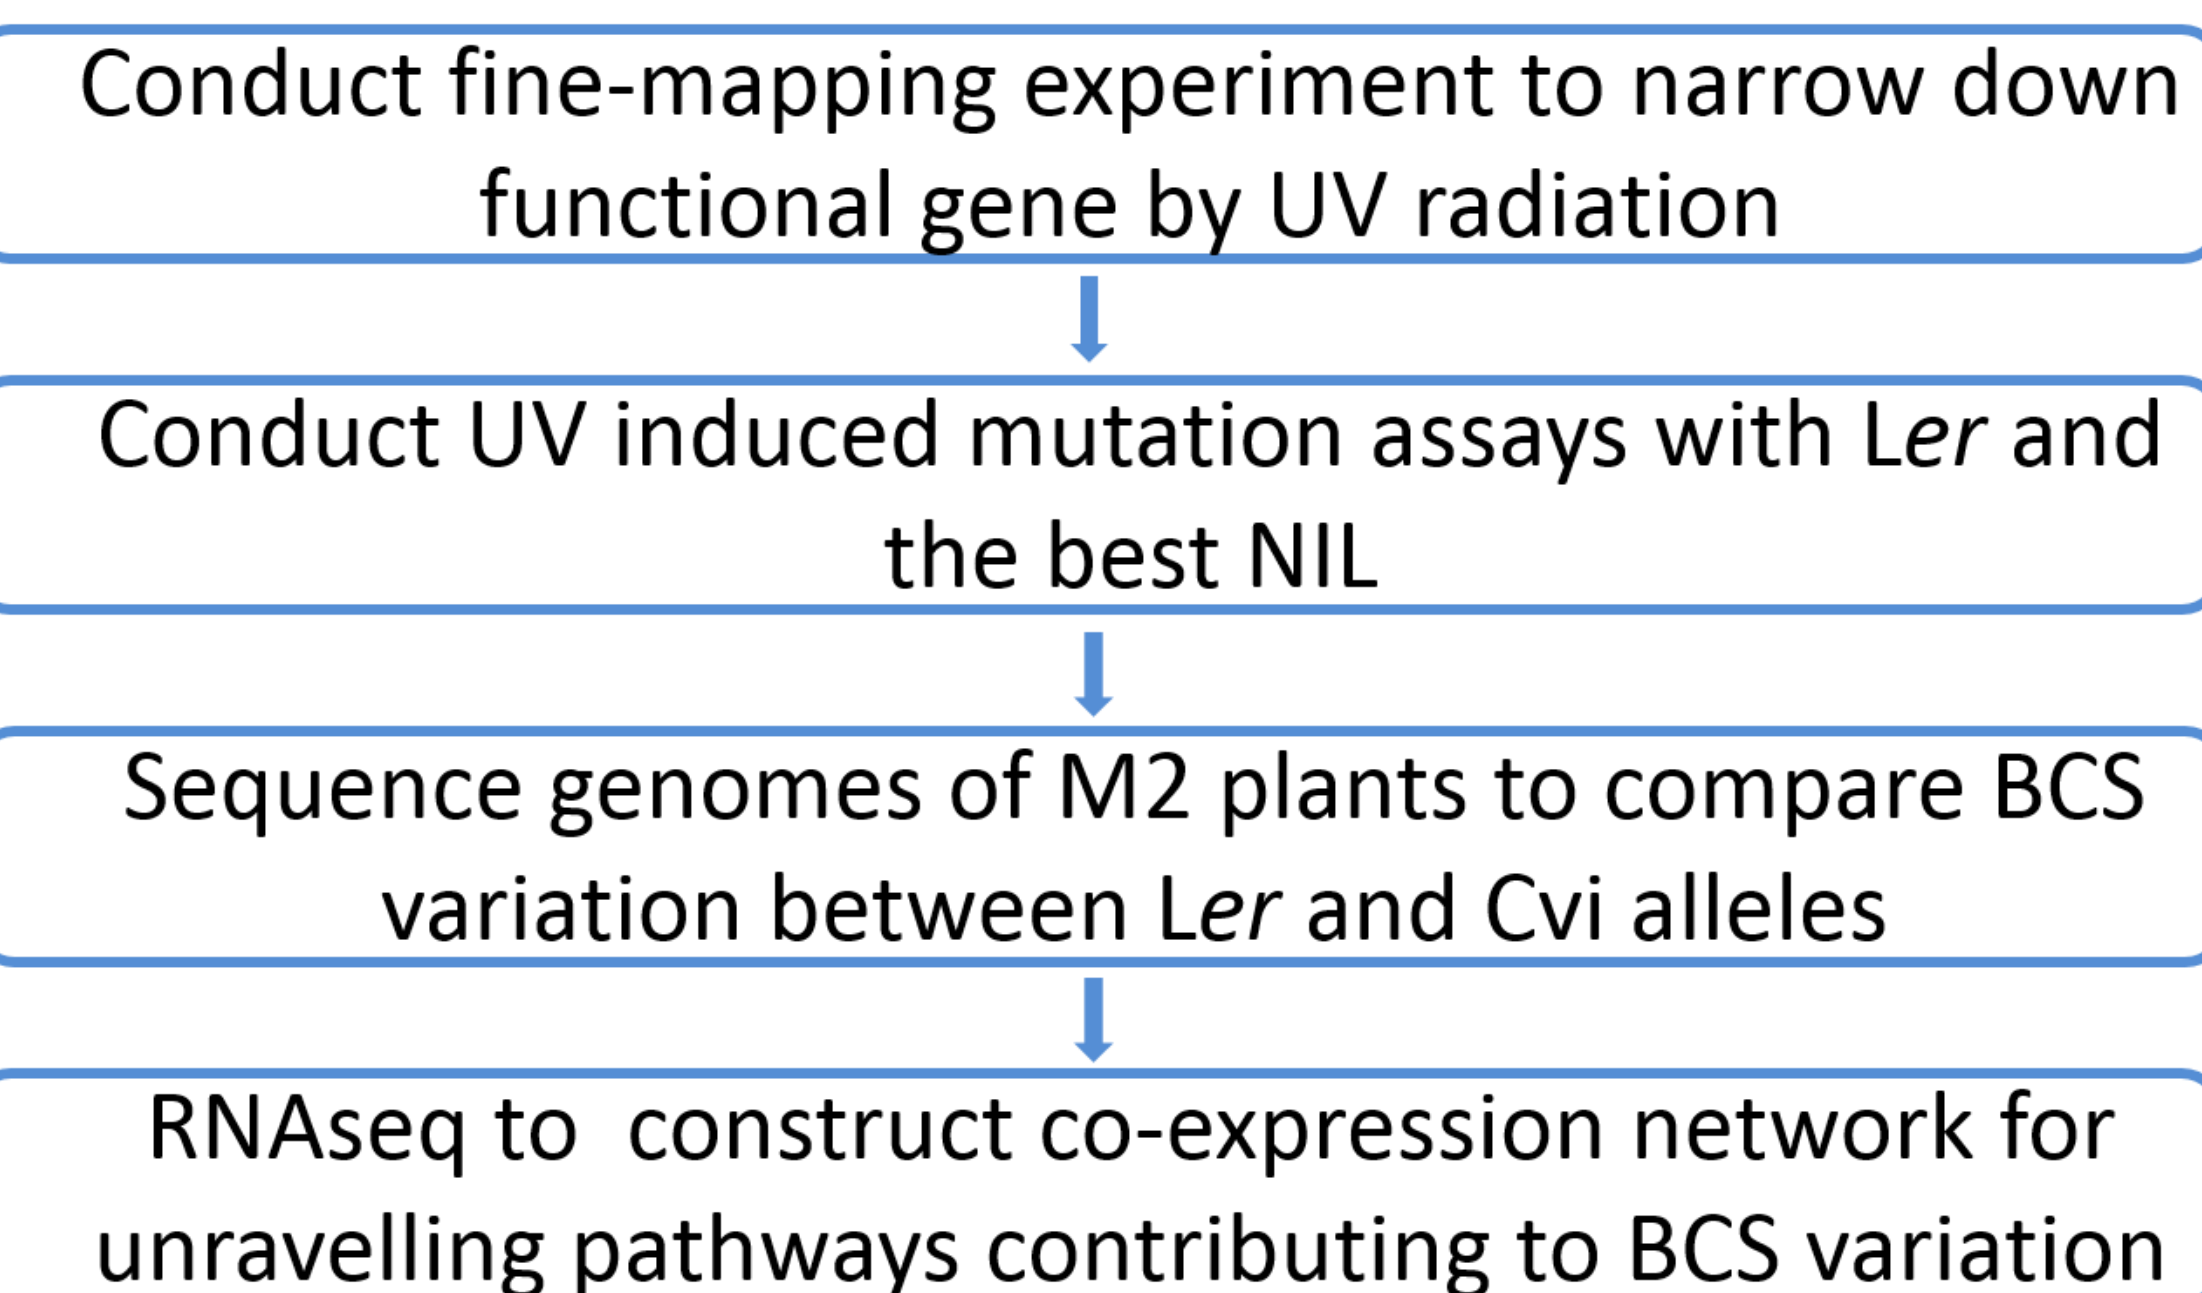 Conduct fine-mapping experiment to narrow down
functional gene by UV radiation
Conduct UV induced mutation assays with Ler and
the best NIL
Sequence genomes of M2 plants to compare BCS
variation between Ler and Cvi alleles
RNAseq to  construct co-expression network for
unravelling pathways contributing to BCS variation